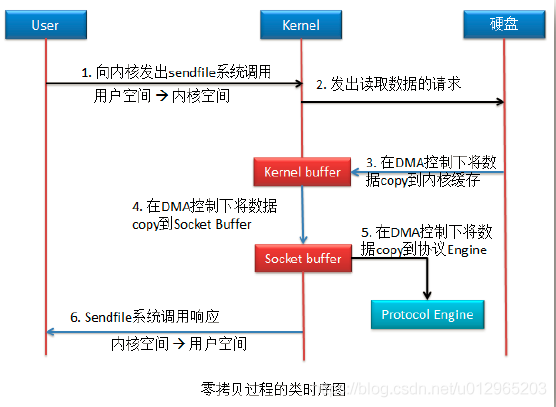 User
Kernel
硬盘
1. 向内核发出sendfile系统调用
用户空间 → 内核空间
2. 发出读取数据的请求
Kernel buffer
3. 在DMA控制下将数
据copy到内核缓存
4. 在DMA控制下将数据
copy到Socket Buffer
5. 在DMA控制下将数
据copy到协议Engine
Socket buffer
Protocol Engine
6. Sendfile系统调用响应
内核空间 → 用户空间
零拷贝过程的类时序图
https://blog.csdn.net/u012965203